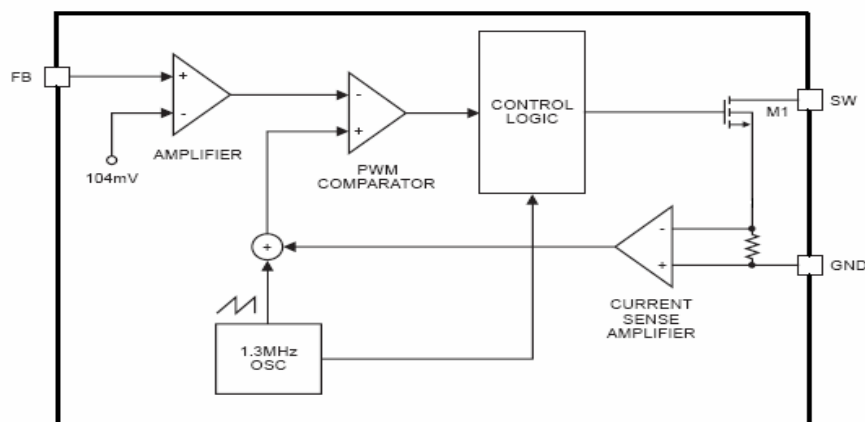 FB
+
-
AMPLIFIER
104mV
-
+
PWM
COMPARATOR
CONTROL
LOGIC
M1
SW
+
-
+
GND
CURRENT
SENSE
AMPLIFIER
1.3MHz
OSC